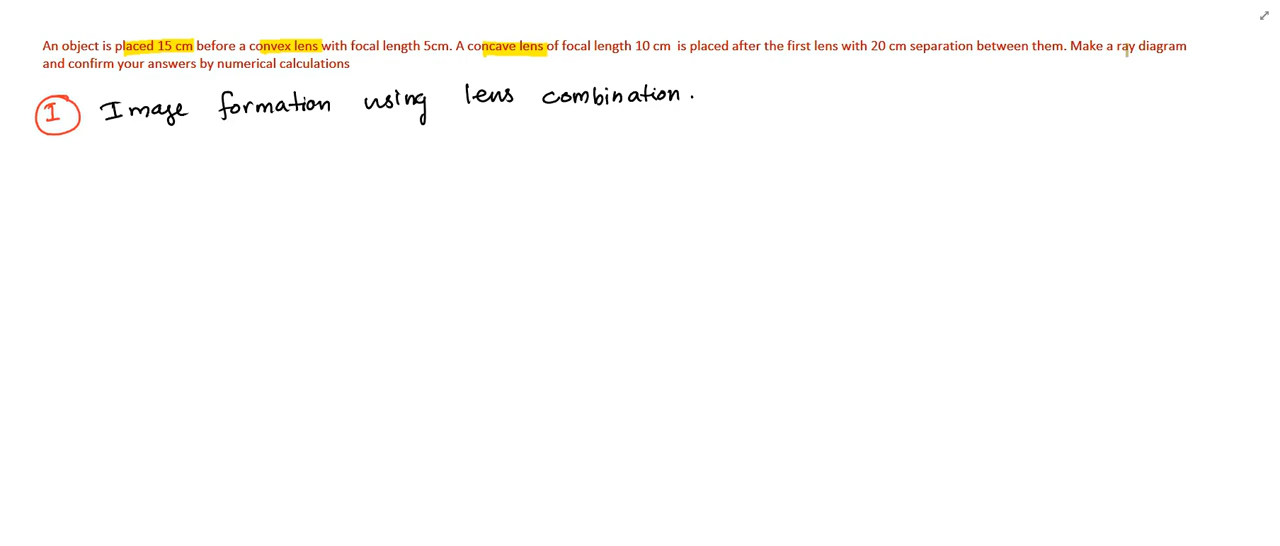 An object is placed 15 cm before a convex lens with focal length 5cm. A concave lens of focal length 10 cm is placed after the first lens with 20 cm separation between them. Make a ray diagram
and confirm your answers by numerical calculations
I Image formation using lens combination.